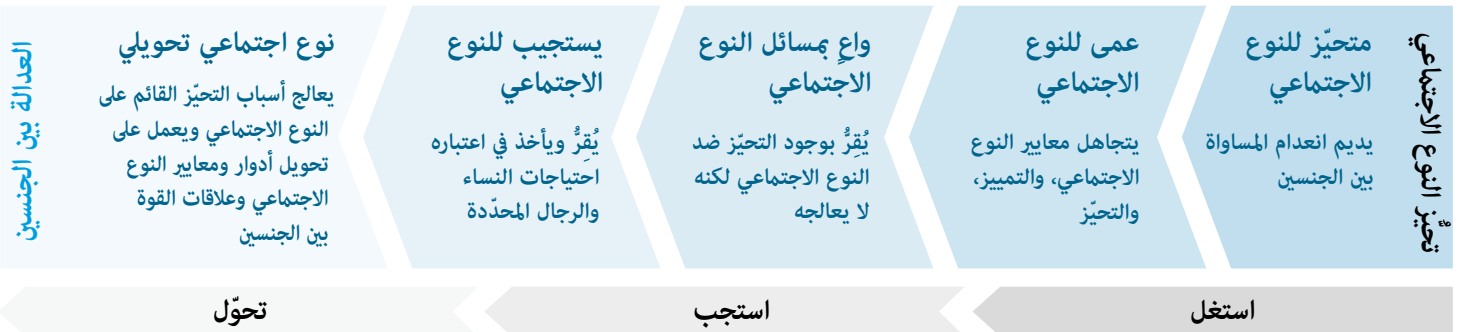 تحيُّز النوع الاجتماعي
متحيّز للنوع
الاجتماعي
يديم انعدام المساواة
بين الجنسين
عمى للنوع
الاجتماعي
يتجاهل معايير النوع
الاجتماعي، والتمييز،
والتحيّز
واعٍ بمسائل النوع
الاجتماعي
يُقِرُّ بوجود التحيّز ضد
النوع الاجتماعي لكنه
لا يعالجه
يستجيب للنوع
الاجتماعي
يُقِرُّ ويأخذ في اعتباره
احتياجات النساء
والرجال المحدّدة
نوع اجتماعي تحويلي
يعالج أسباب التحيّز القائم على
النوع الاجتماعي ويعمل على
تحويل أدوار ومعايير النوع
الاجتماعي وعلاقات القوة
بين الجنسين
العدالة بين الجنسين
استغل
استجب
تحوّل